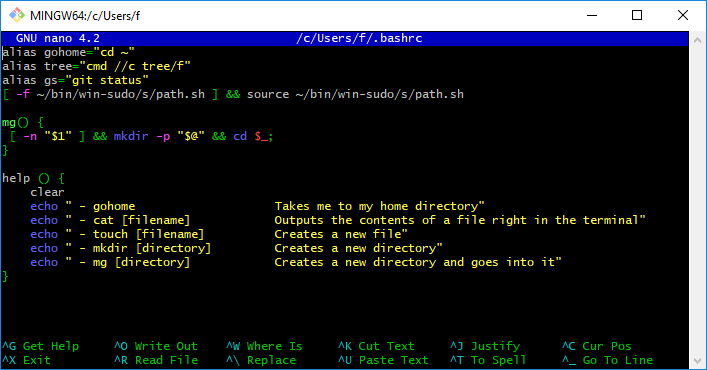 MINGW64:/c/Users/f
GNU nano 4.2 /c/Users/f/.bashrc
alias gohome="cd ~"
alias tree="cmd //c tree/f"
alias gs="git status"
[ -f ~/bin/win-sudo/s/path.sh ] && source ~/bin/win-sudo/s/path.sh
mg() {
[ -n "$1" ] && mkdir -p "$@" && cd $_;
}
help () {
clear
echo " - gohome Takes me to my home directory"
echo " - cat [filename] Outputs the contents of a file right in the terminal"
echo " - touch [filename] Creates a new file"
echo " - mkdir [directory] Creates a new directory"
echo " - mg [directory] Creates a new directory and goes into it"
}
^G Get Help ^O Write Out ^W Where Is ^K Cut Text ^J Justify ^C Cur Pos
^X Exit ^R Read File ^\ Replace ^U Paste Text ^T To Spell ^_ Go To Line